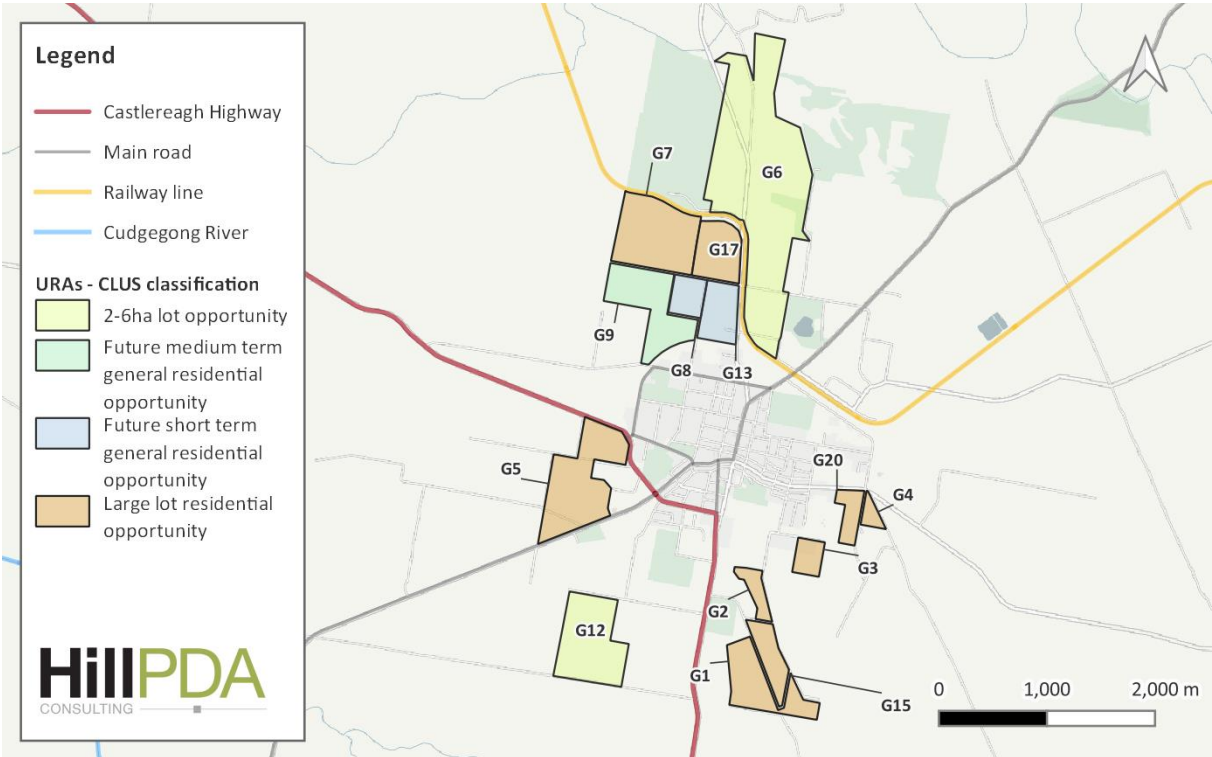 Legend
Castlereagh Highway
Main road
Railway line
Cudgegong River
URAs - CLUS classification
2-6ha lot opportunity
Future medium term
general residential
opportunity
Future short term
general residential
opportunity
Large lot residential
opportunity
HillPDA
CONSULTING
G7
G6
G17
G9
G8
G13
G5
G20
G4
G3
G2
G12
G1
G15
0 1,000 2,000 m